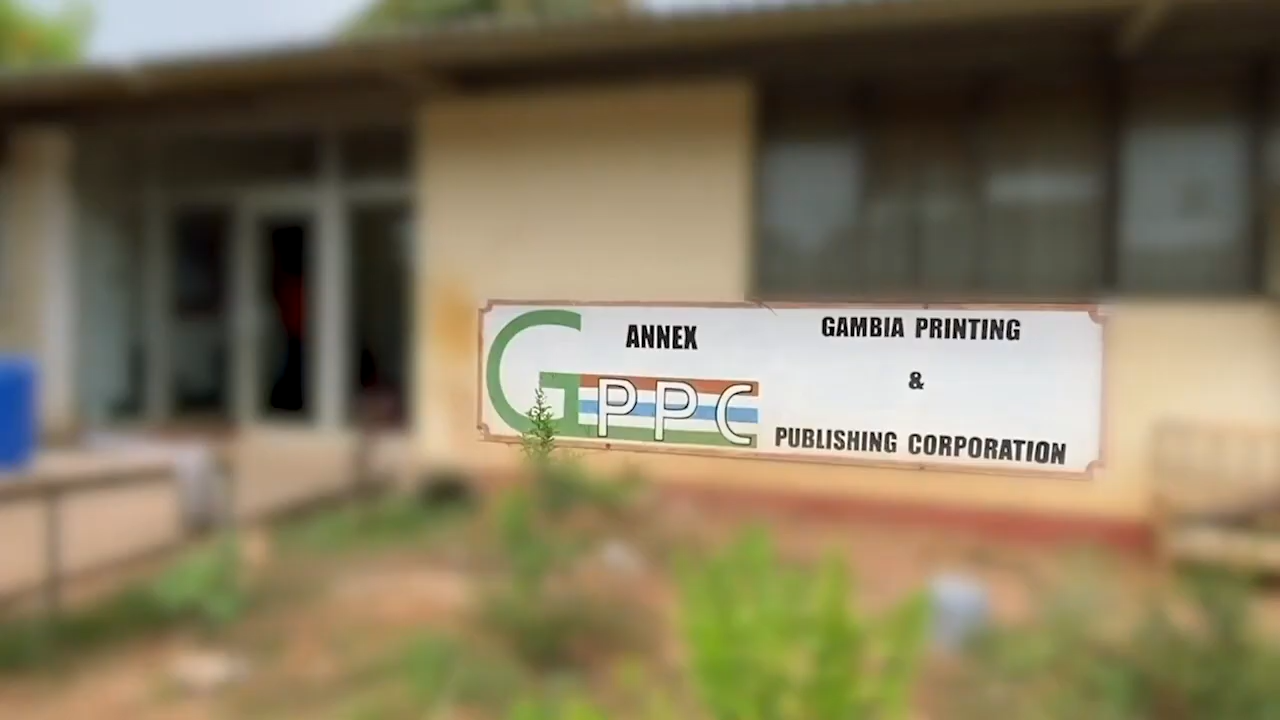 ANNEX
GPPC
GAMBIA PRINTING
&
PUBLISHING CORPORATION